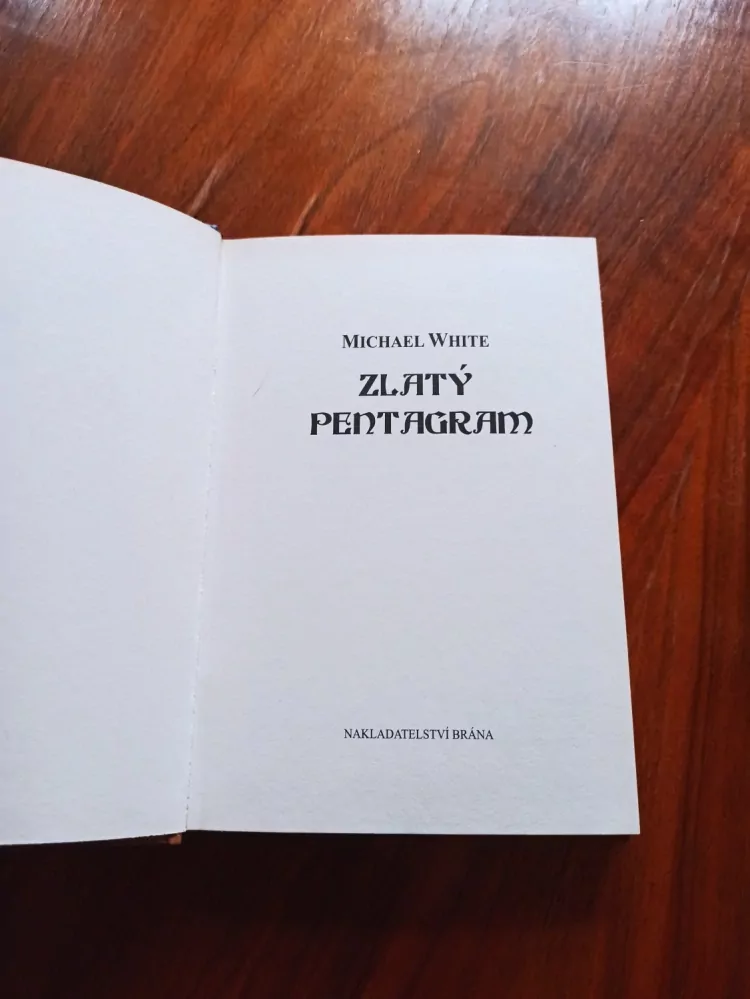 MICHAEL WHITE
ZLATÝ
PENTAGRAM
NAKLADATELSTVÍ BRÁNA